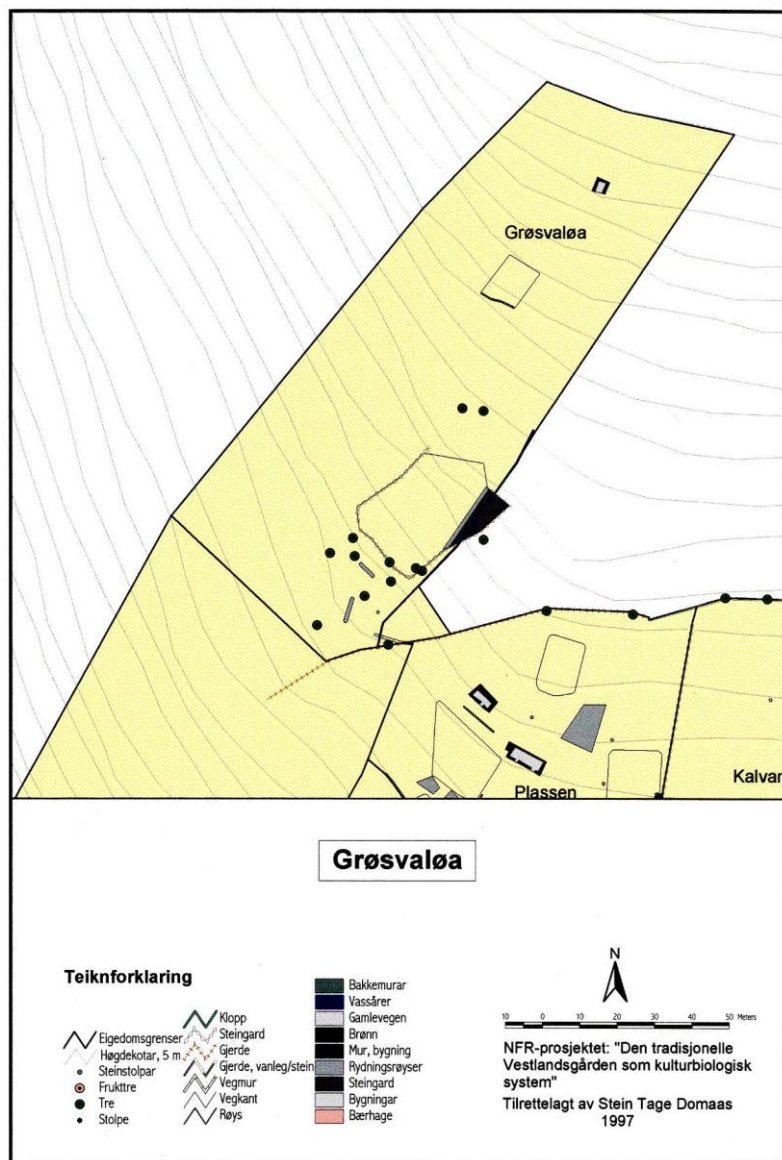 Grøsvaløa
Plassen
Kalvar
Grøsvaløa
Teiknforklaring
Eigedomsgrenser
Høgdekotar, 5 m
Steinstolpar
Frukttre
Tre
Stolpe
Klopp
Steingard
Gjerde
Gjerde, vanleg/stein
Vegmur
Vegkant
Røys
Bakkemurar
Vassårer
Gamlevegen
Brønn
Mur, bygning
Rydningsrøyser
Steingard
Bygningar
Bærhage
N
10 0 10 20 30 40 50 Meters
NFR-prosjektet: "Den tradisjonelle
Vestlandsgården som kulturbiologisk
system"
Tilrettelagt av Stein Tage Domaas
1997